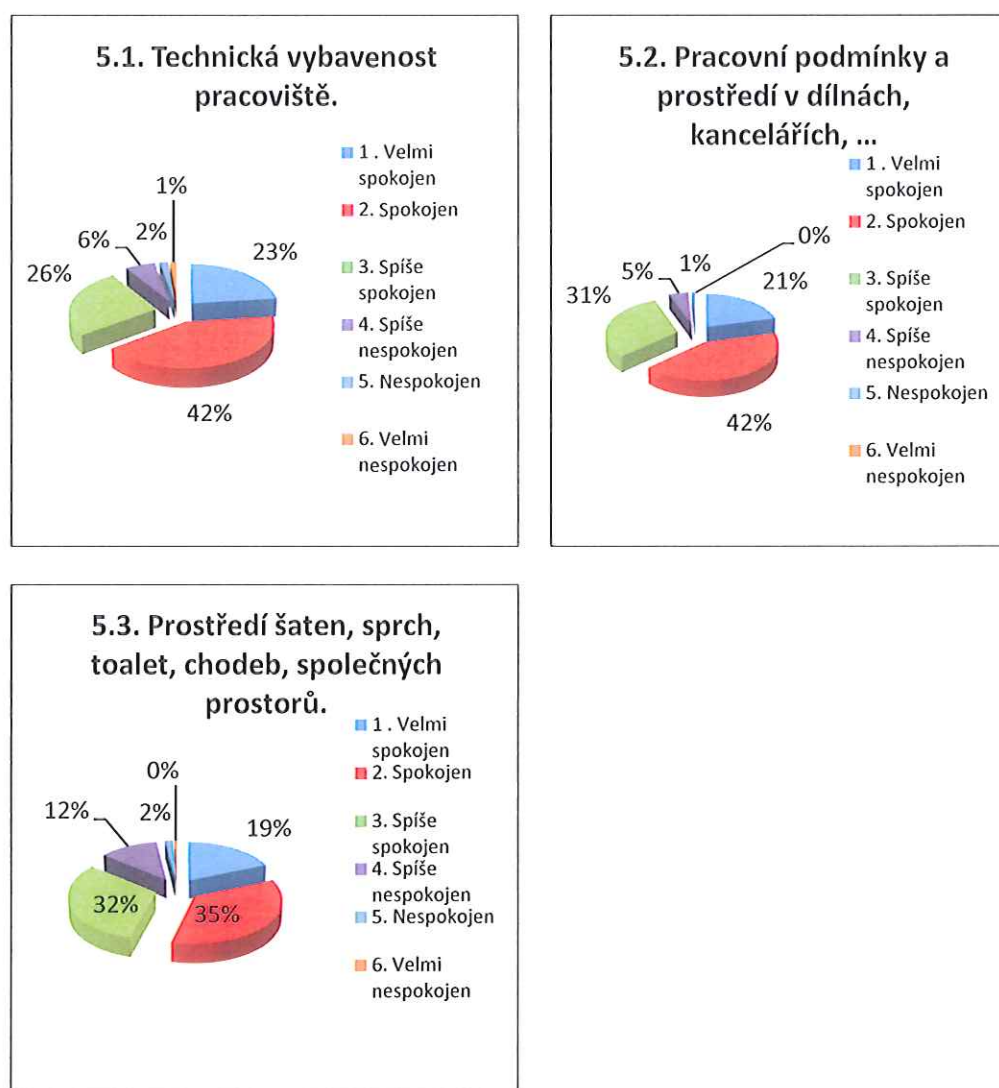 5.1. Technická vybavenost
pracoviště.
1 . Velmi
spokojen
2. Spokojen
3. Spíše
spokojen
4. Spíše
nespokojen
5. Nespokojen
6. Velmi
nespokojen
1%
2%
6%
26%
23%
42%
5.2. Pracovní podmínky a
prostředí v dílnách,
kancelářích, ...
1 . Velmi
spokojen
2. Spokojen
3. Spíše
spokojen
4. Spíše
nespokojen
5. Nespokojen
6. Velmi
nespokojen
0%
1%
5%
31%
21%
42%
5.3. Prostředí šaten, sprch,
toalet, chodeb, společných
prostorů.
1 . Velmi
spokojen
2. Spokojen
3. Spíše
spokojen
4. Spíše
nespokojen
5. Nespokojen
6. Velmi
nespokojen
0%
2%
12%
19%
32%
35%